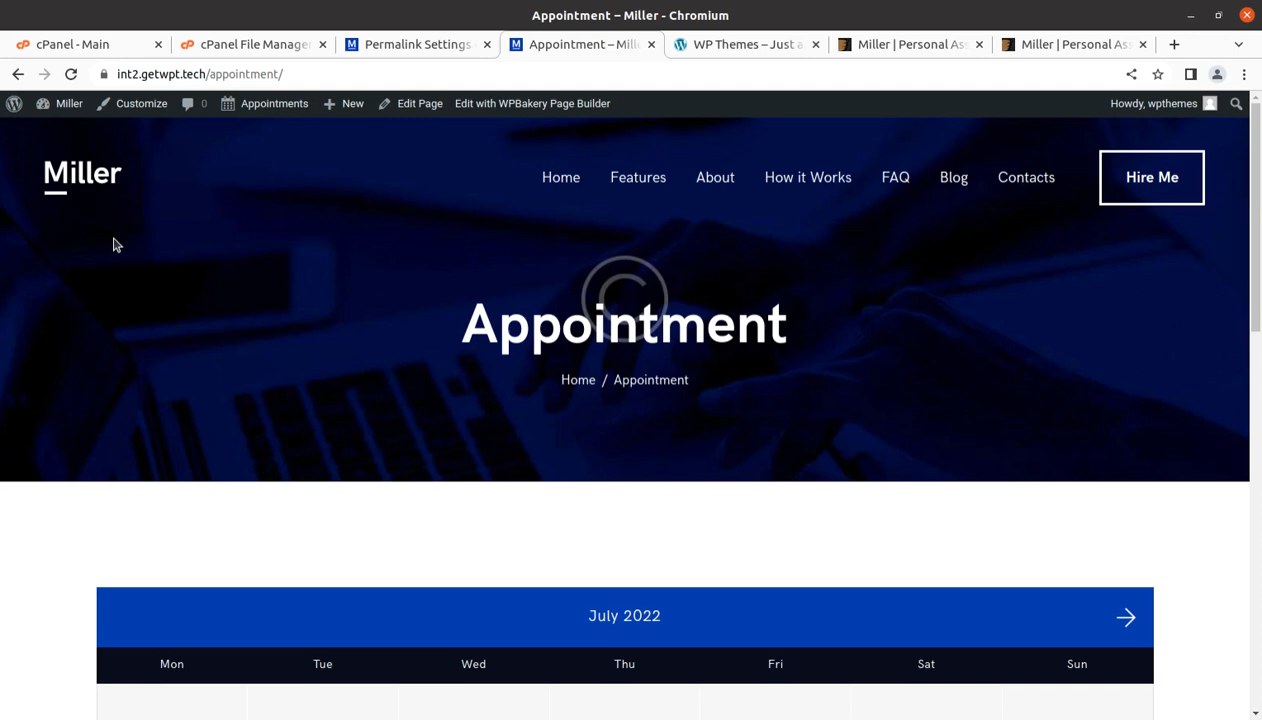 Appointment – Miller - Chromium
cPanel - Main
cPanel File Manage
Permalink Settings
Appointment – Mill
WP Themes – Just a
Miller | Personal As
Miller | Personal As
int2.getwpt.tech/appointment/
Miller
Customize
0
Appointments
New
Edit Page
Edit with WPBakery Page Builder
Howdy, wpthemes
Miller
Home
Features
About
How it Works
FAQ
Blog
Contacts
Hire Me
©
Appointment
Home / Appointment
July 2022
Mon
Tue
Wed
Thu
Fri
Sat
Sun